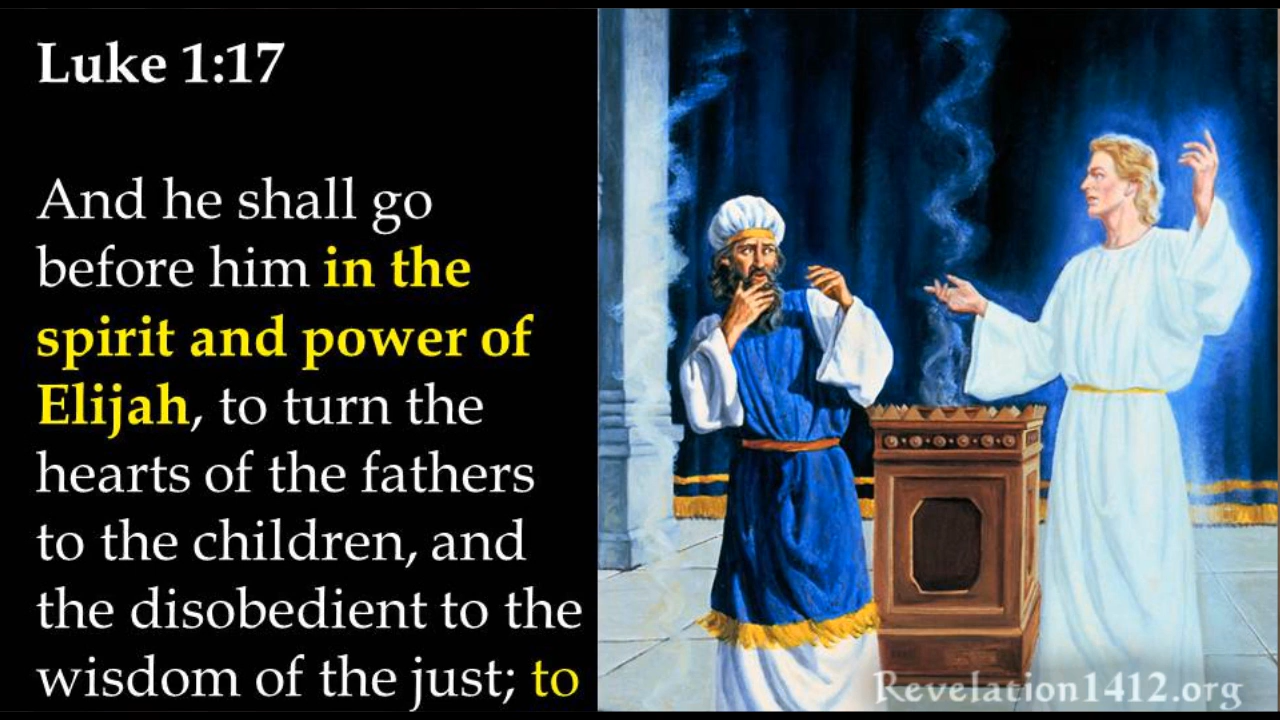 Luke 1:17
And he shall go
before him in the
spirit and power of
Elijah, to turn the
hearts of the fathers
to the children, and
the disobedient to the
wisdom of the just; to
Revelation1412.org